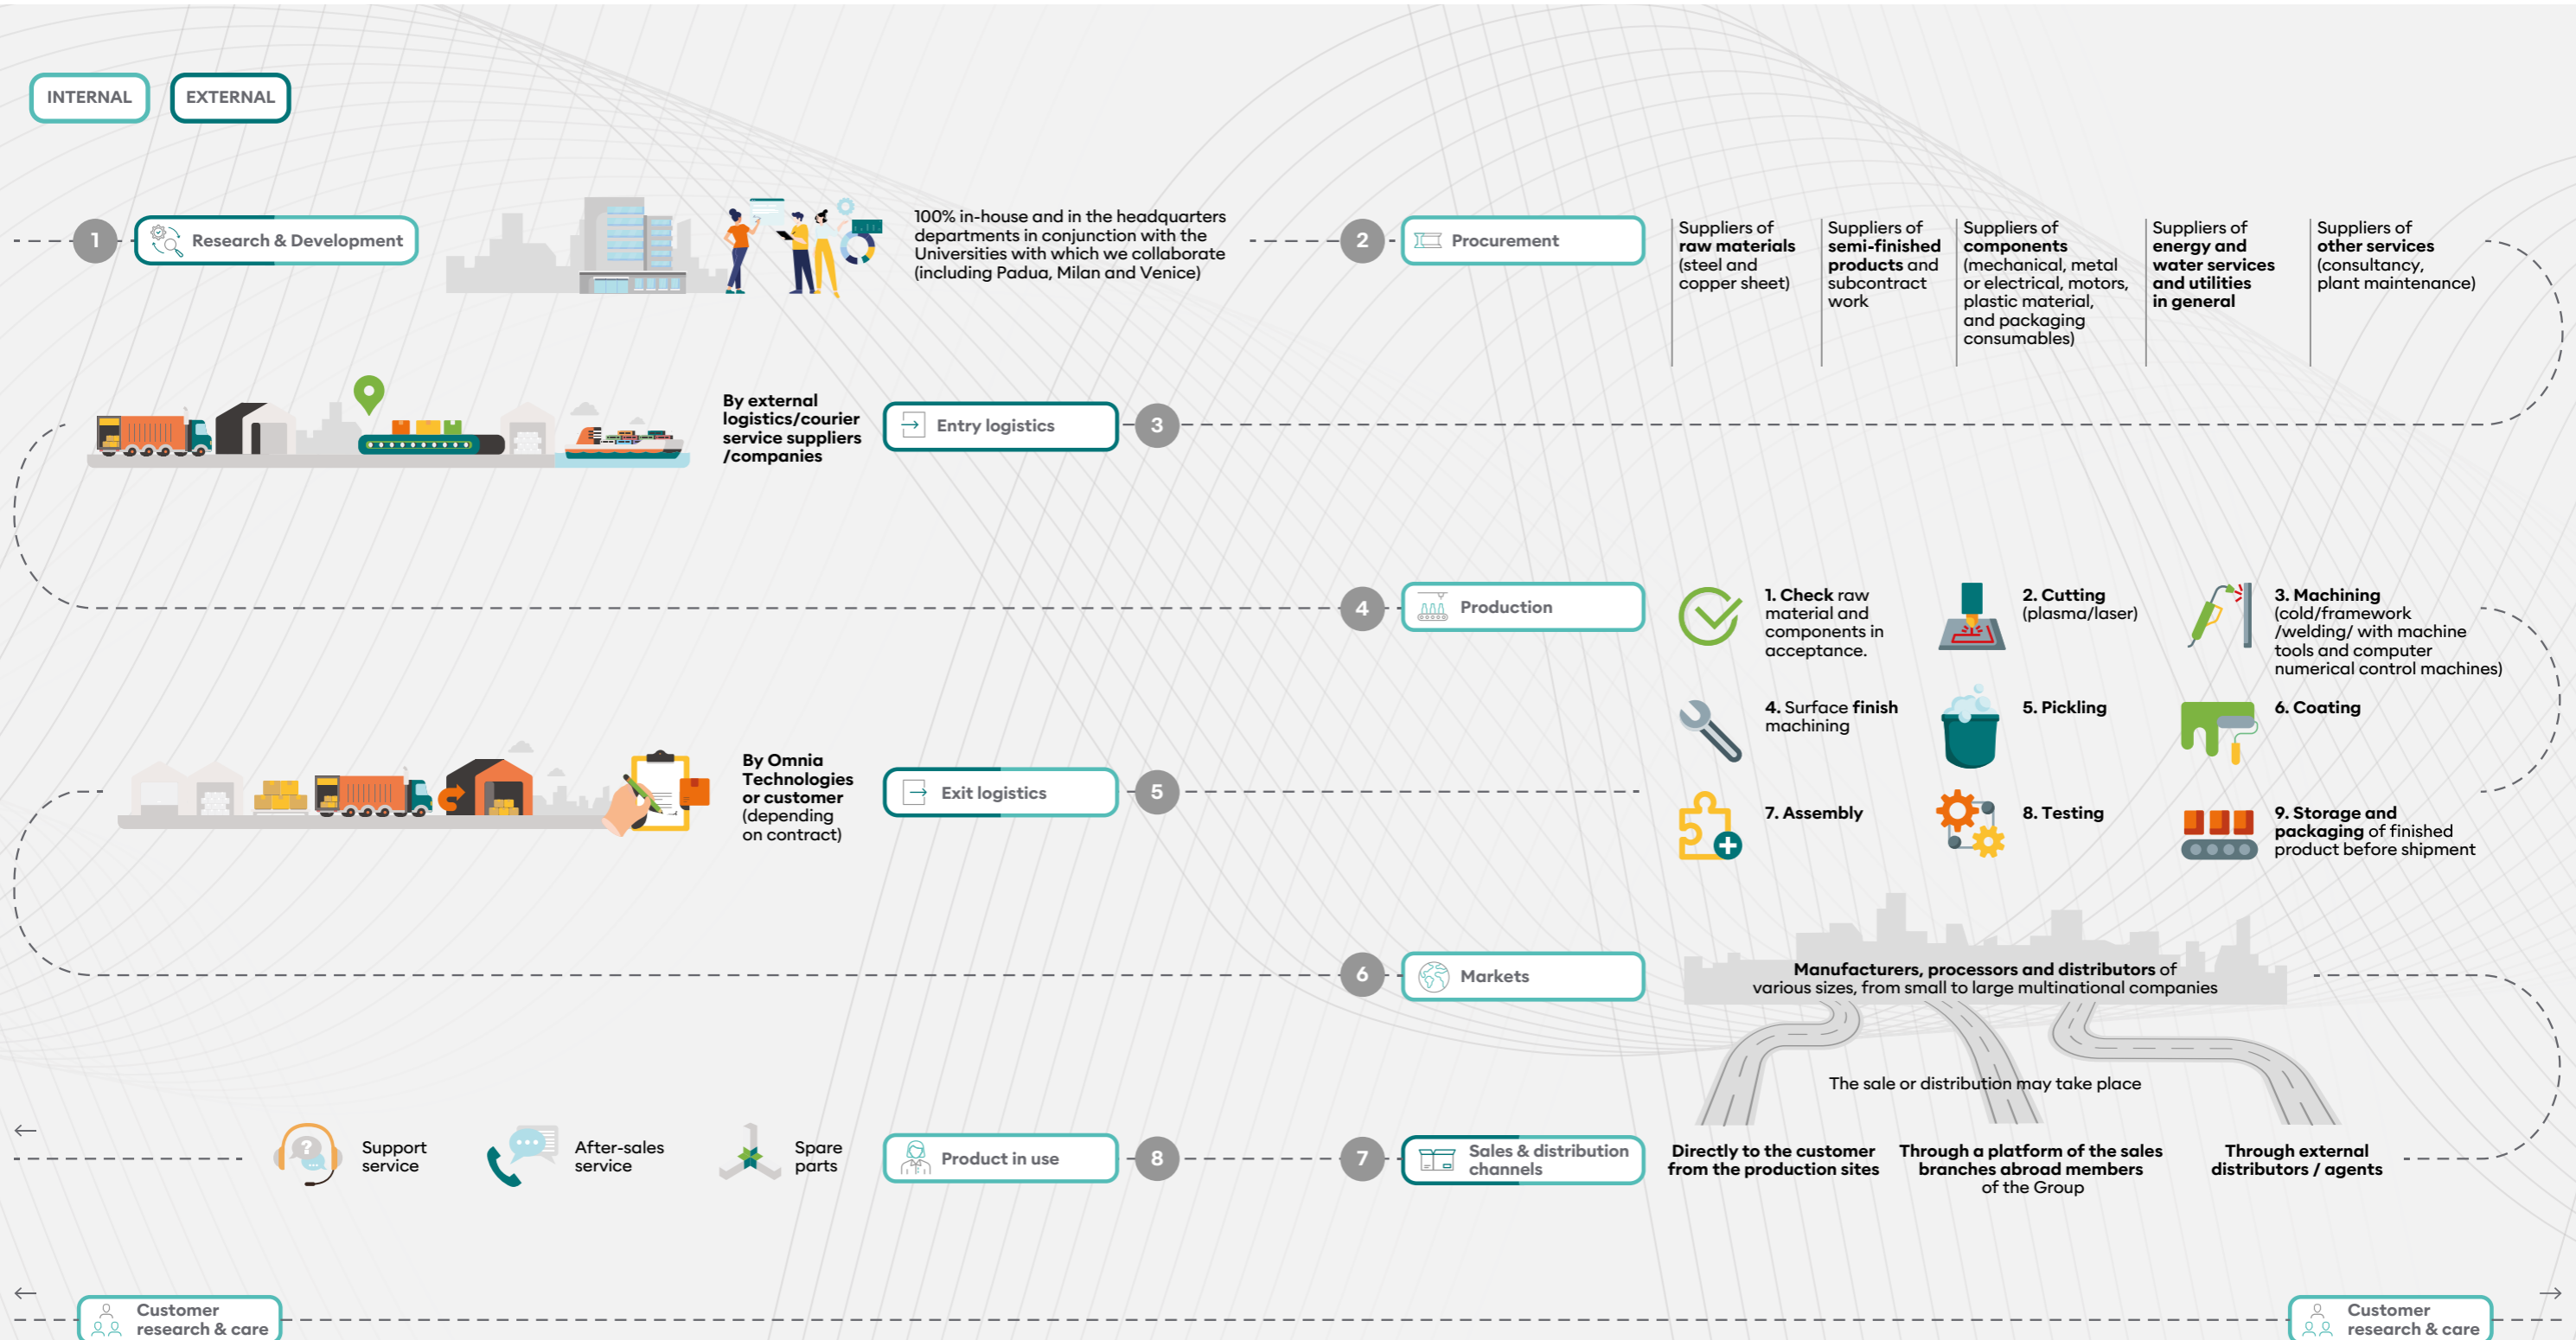 INTERNAL
EXTERNAL
1
Research & Development
100% in-house and in the headquarters
departments in conjunction with the
Universities with which we collaborate
(including Padua, Milan and Venice)
2
Procurement
Suppliers of
raw materials
(steel and
copper sheet)
Suppliers of
semi-finished
products and
subcontract
work
Suppliers of
components
(mechanical, metal
or electrical, motors,
plastic material,
and packaging
consumables)
Suppliers of
energy and
water services
and utilities
in general
Suppliers of
other services
(consultancy,
plant maintenance)
By external
logistics/courier
service suppliers
/companies
Entry logistics
3
4
Production
1. Check raw
material and
components in
acceptance.
2. Cutting
(plasma/laser)
3. Machining
(cold/framework
/welding/ with machine
tools and computer
numerical control machines)
4. Surface finish
machining
5. Pickling
6. Coating
7. Assembly
8. Testing
9. Storage and
packaging of finished
product before shipment
By Omnia
Technologies
or customer
(depending
on contract)
Exit logistics
5
6
Markets
Manufacturers, processors and distributors of
various sizes, from small to large multinational companies
The sale or distribution may take place
Directly to the customer
from the production sites
Through a platform of the sales
branches abroad members
of the Group
Through external
distributors / agents
7
Sales & distribution
channels
8
Product in use
Spare
parts
After-sales
service
?
Support
service
Customer
research & care
Customer
research & care